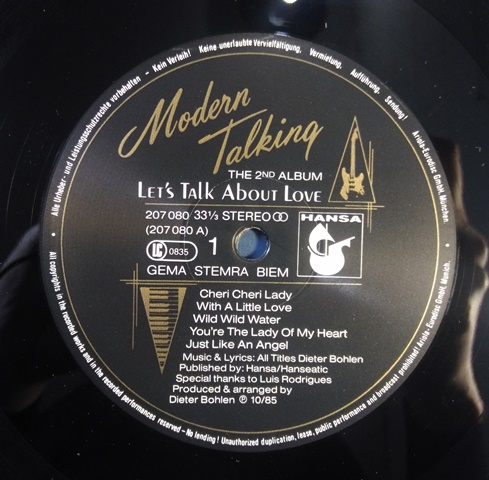 Alle Urheber- und Leistungsschutzrechte vorbehalten – Kein Verleih! Keine unerlaubte Vervielfältigung, Vermietung, Aufführung, Sendung! Ariola-Eurodisc GmbH, München.
Modern
Talking
THE 2ND ALBUM
LET'S TALK ABOUT LOVE
207 080 33⅓ STEREO
(207 080 A)
LC 0835
1
HANSA
GEMA STEMRA BIEM
Cheri Cheri Lady
With A Little Love
Wild Wild Water
You're The Lady Of My Heart
Just Like An Angel
Music & Lyrics: All Titles Dieter Bohlen
Published by: Hansa/Hanseatic
Special thanks to Luis Rodrigues
Produced & arranged by
Dieter Bohlen ℗ 10/85
All copyrights in the recorded works and in the recorded performances reserved – No lending! Unauthorized duplication, lease, public performance and broadcast prohibited! Ariola-Eurodisc GmbH, Munich.